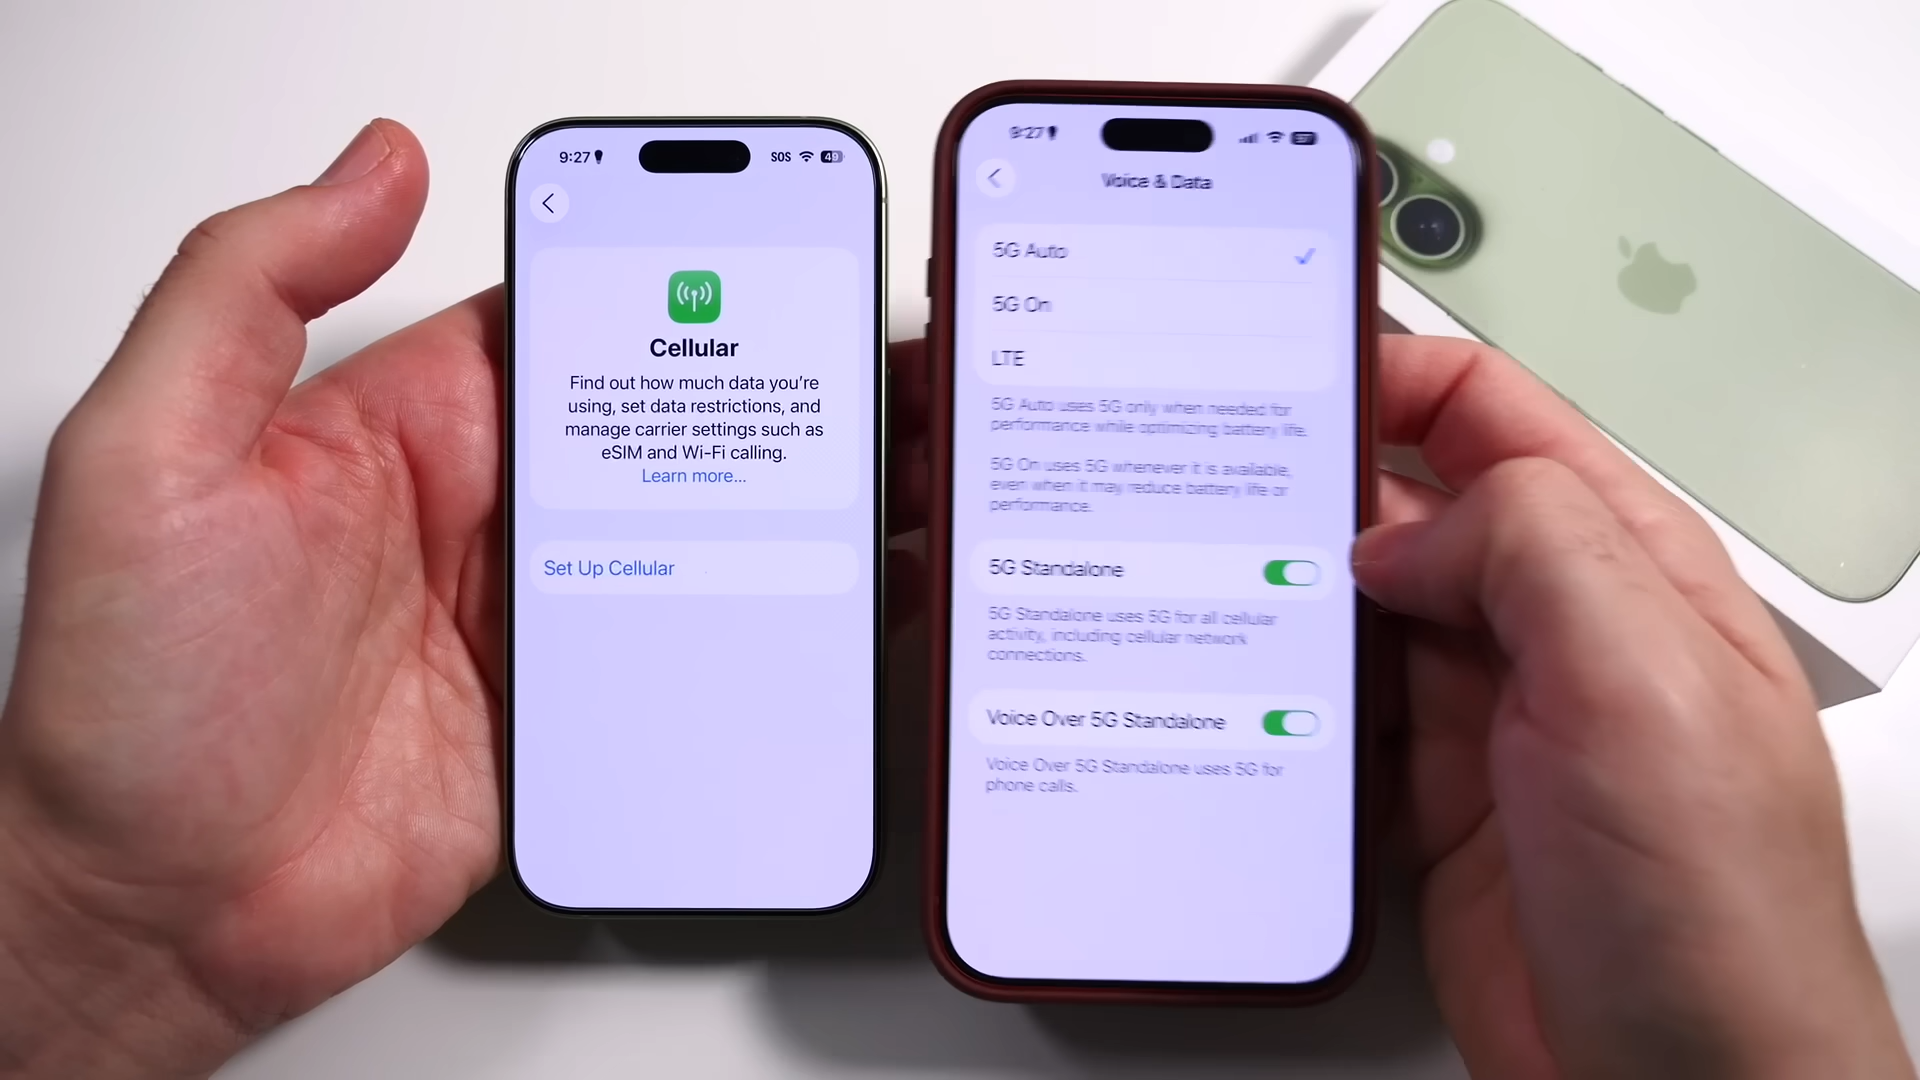 9:27
SOS
49
Cellular
Find out how much data you're
using, set data restrictions, and
manage carrier settings such as
eSIM and Wi-Fi calling.
Learn more...
Set Up Cellular
9:27
Voice & Data
5G Auto
5G On
LTE
5G Auto uses 5G only when needed for
performance while optimizing battery life.
5G On uses 5G whenever it is available,
even when it may reduce battery life or
performance.
5G Standalone
5G Standalone uses 5G for all cellular
activity, including cellular network
connections.
Voice Over 5G Standalone
Voice Over 5G Standalone uses 5G for
phone calls.